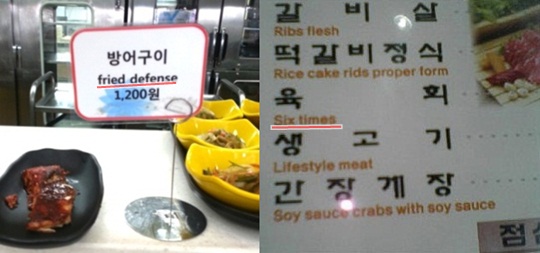 방어구이
fried defense
1,200원
갈 비 살
Ribs flesh
떡갈비정식
Rice cake rids proper form
육 회
Six times
생 고 기
Lifestyle meat
간 장 게 장
Soy sauce crabs with soy sauce
점심